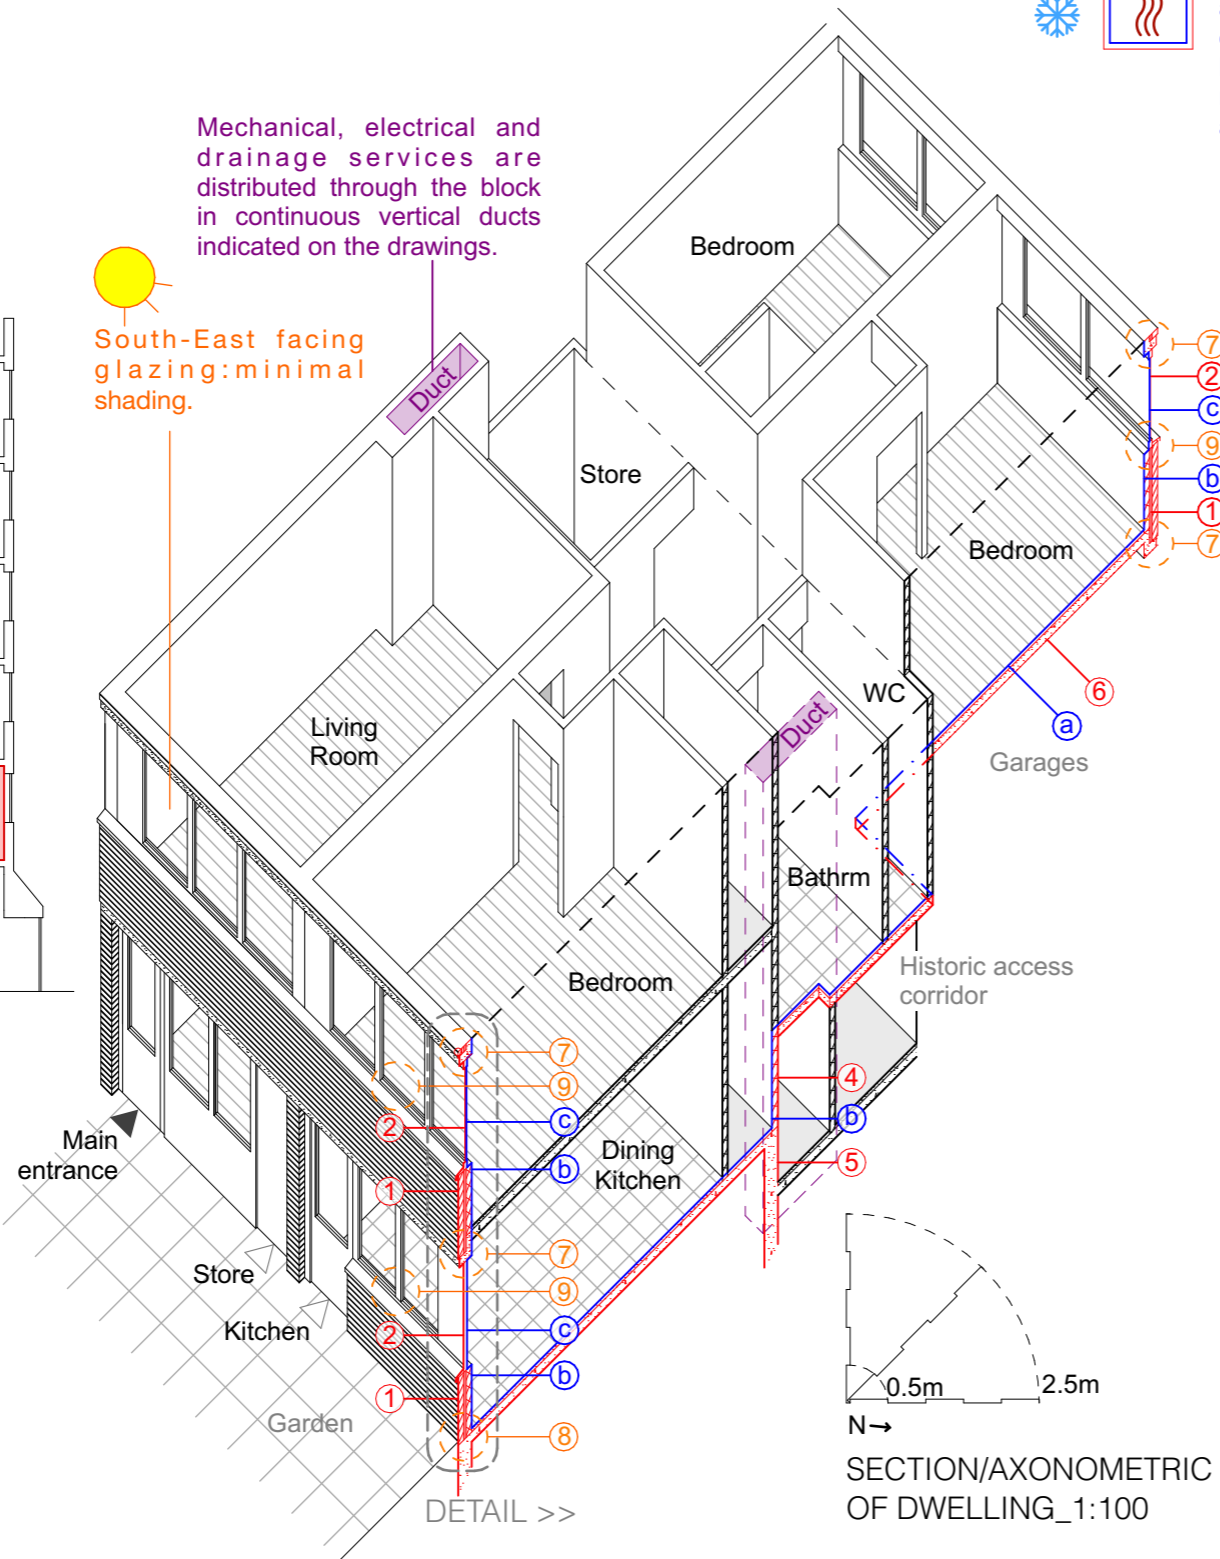 Mechanical, electrical and
drainage services are
distributed through the block
in continuous vertical ducts
indicated on the drawings.
South-East facing
glazing:minimal
shading.
Duct
Bedroom
Store
7
2
c
9
b
1
7
Bedroom
6
a
Garages
WC
Duct
Living
Room
Bathrm
Historic access
corridor
Bedroom
7
9
2
c
b
1
4
b
5
Dining
Kitchen
Main
entrance
7
9
Store
Kitchen
2
c
b
1
Garden
8
0.5m
2.5m
N→
SECTION/AXONOMETRIC
OF DWELLING_1:100
DETAIL >>